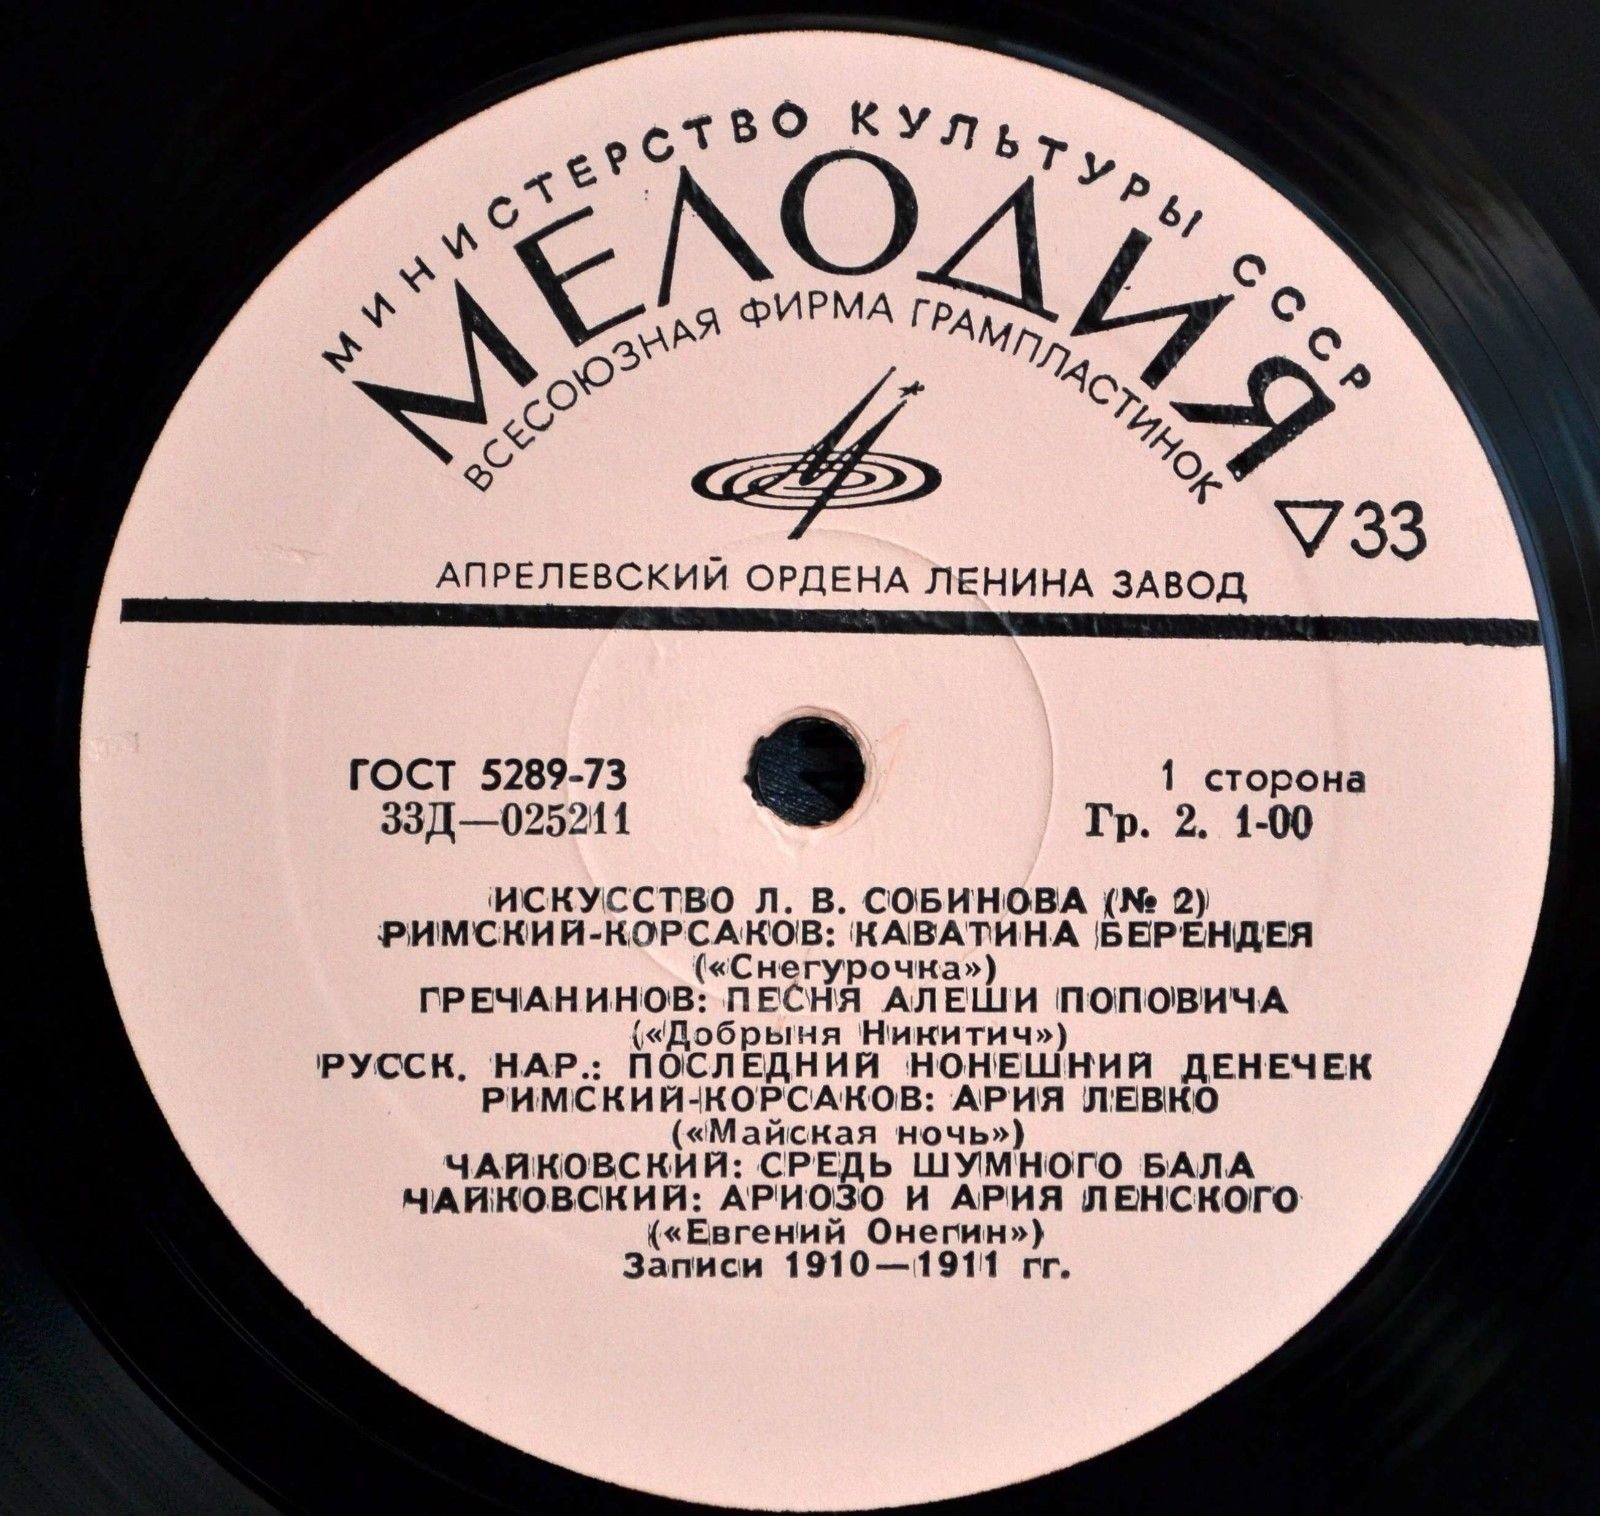 МИНИСТЕРСТВО КУЛЬТУРЫ СССР
МЕЛОДИЯ
ВСЕСОЮЗНАЯ ФИРМА ГРАМПЛАСТИНОК
33
АПРЕЛЕВСКИЙ ОРДЕНА ЛЕНИНА ЗАВОД
ГОСТ 5289-73
33Д—025211
1 сторона
Гр. 2. 1-00
ИСКУССТВО Л. В. СОБИНОВА (№ 2)
РИМСКИЙ-КОРСАКОВ: КАВАТИНА БЕРЕНДЕЯ
(«Снегурочка»)
ГРЕЧАНИНОВ: ПЕСНЯ АЛЕШИ ПОПОВИЧА
(«Добрыня Никитич»)
РУССК. НАР.: ПОСЛЕДНИЙ НОНЕШНИЙ ДЕНЕЧЕК
РИМСКИЙ-КОРСАКОВ: АРИЯ ЛЕВКО
(«Майская ночь»)
ЧАЙКОВСКИЙ: СРЕДЬ ШУМНОГО БАЛА
ЧАЙКОВСКИЙ: АРИОЗО И АРИЯ ЛЕНСКОГО
(«Евгений Онегин»)
Записи 1910—1911 гг.